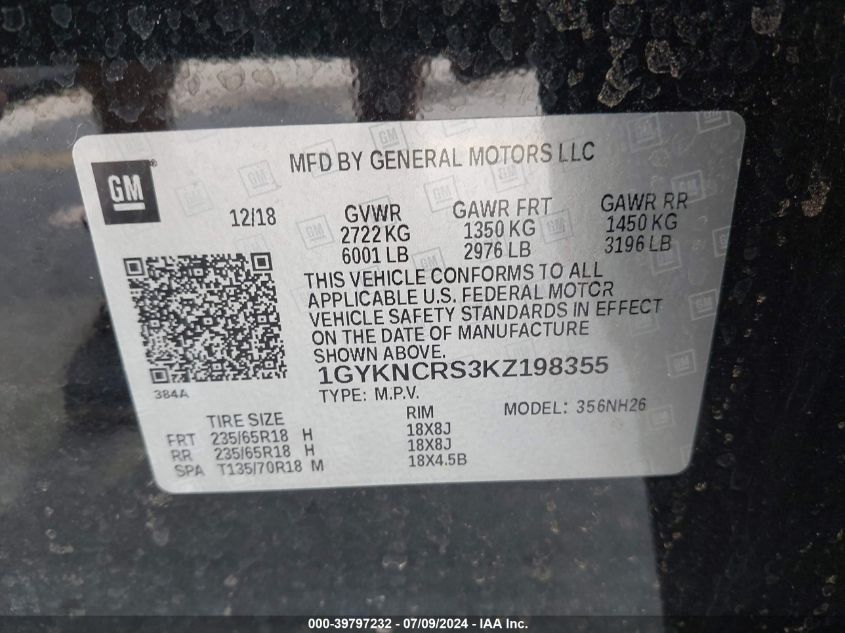 MFD BY GENERAL MOTORS LLC
GM
12/18
GVWR GAWR FRT GAWR RR
2722 KG 1350 KG 1450 KG
6001 LB 2976 LB 3196 LB
THIS VEHICLE CONFORMS TO ALL
APPLICABLE U.S. FEDERAL MOTOR
VEHICLE SAFETY STANDARDS IN EFFECT
ON THE DATE OF MANUFACTURE
SHOWN ABOVE.
384A
1GYKNCRS3KZ198355
TYPE: M.P.V. MODEL: 356NH26
TIRE SIZE RIM
FRT 235/65R18 H 18X8J
RR 235/65R18 H 18X8J
SPA T135/70R18 M 18X4.5B
000-39797232 - 07/09/2024 - IAA Inc.